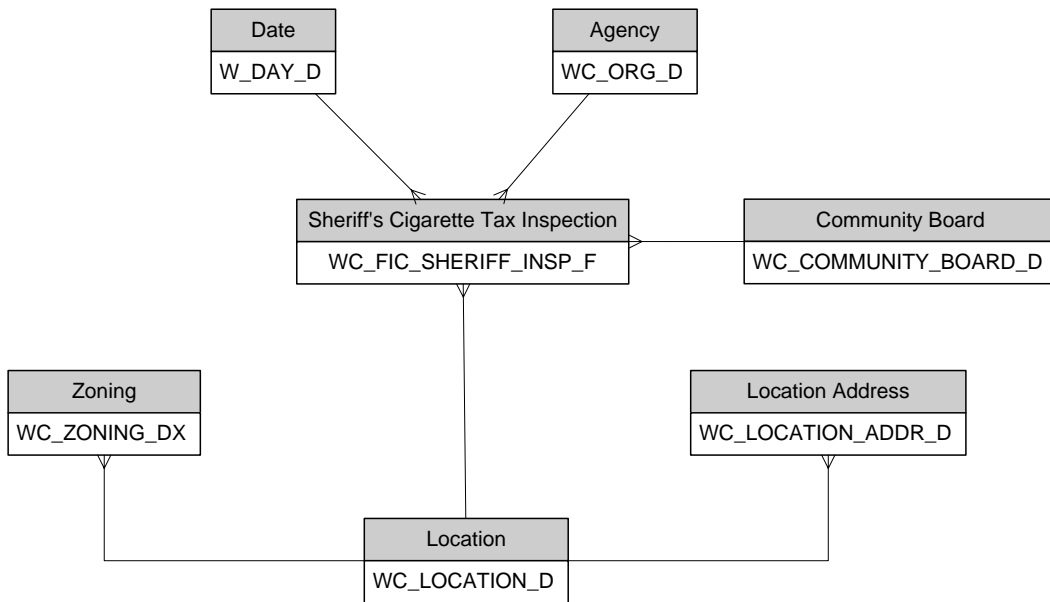 Date
W_DAY_D
Agency
WC_ORG_D
Sheriff's Cigarette Tax Inspection
WC_FIC_SHERIFF_INSP_F
Community Board
WC_COMMUNITY_BOARD_D
Zoning
WC_ZONING_DX
Location Address
WC_LOCATION_ADDR_D
Location
WC_LOCATION_D